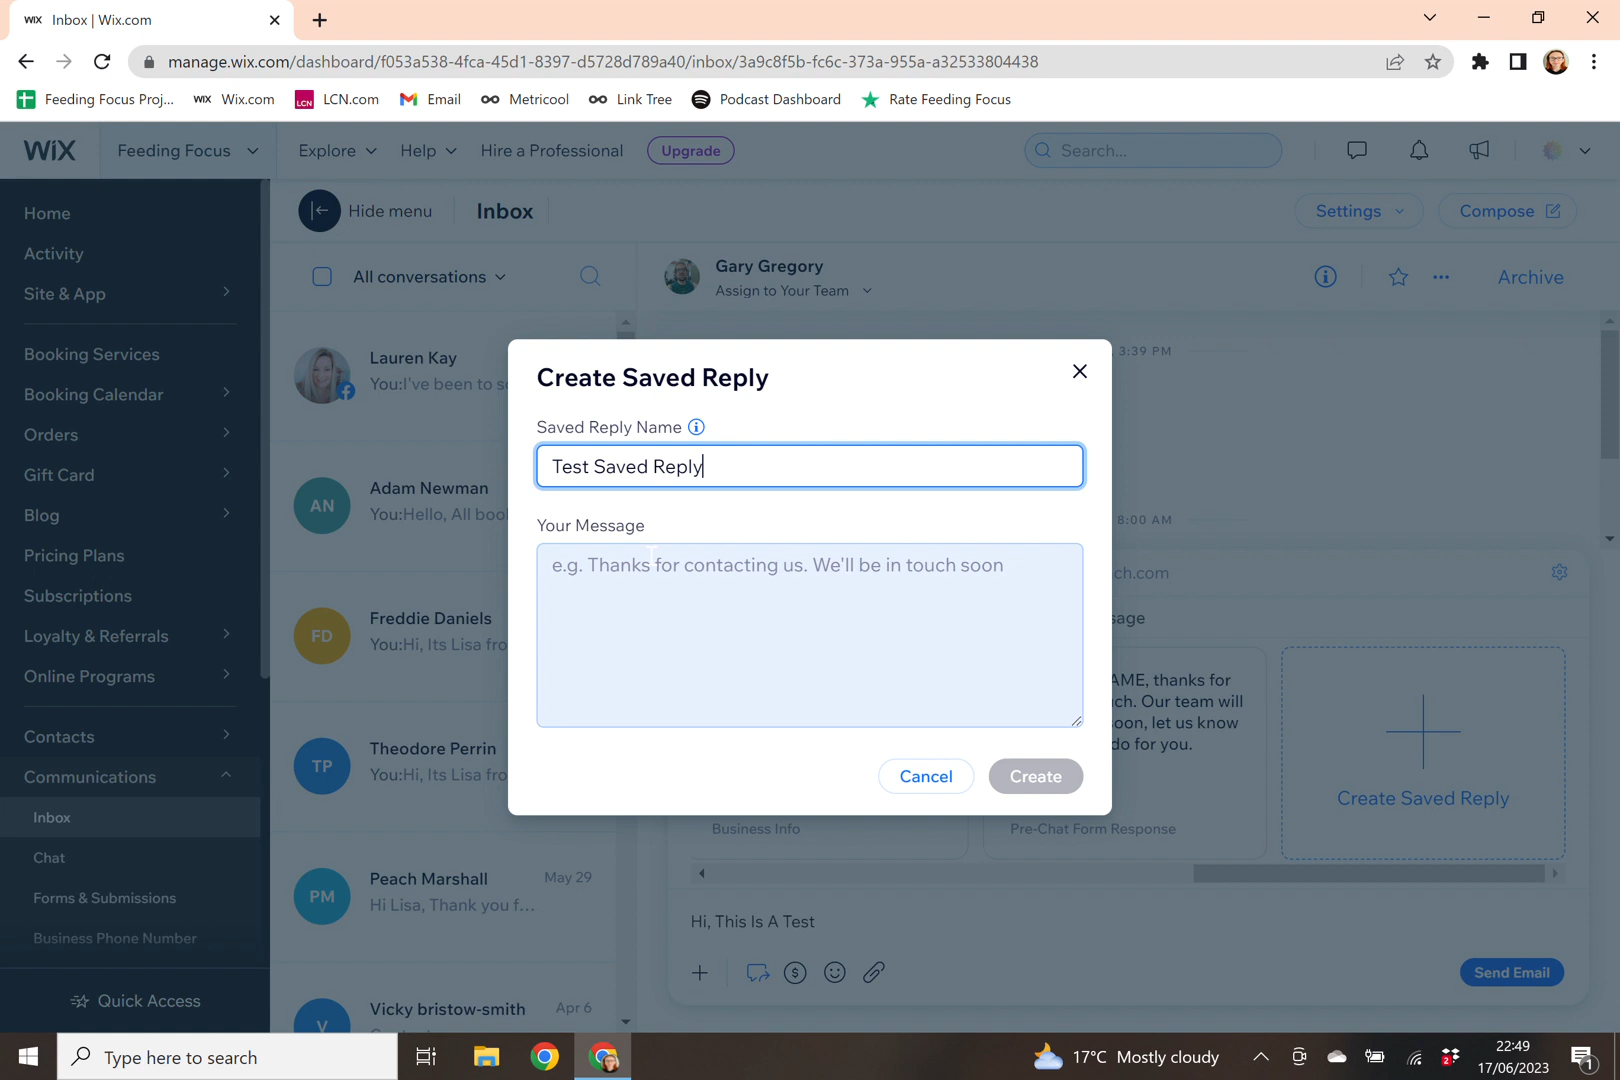 WIX Inbox | Wix.com
manage.wix.com/dashboard/f053a538-4fca-45d1-8397-d5728d789a40/inbox/3a9c8f5b-fc6c-373a-955a-a32533804438
Feeding Focus Proj... WIX Wix.com LCN LCN.com Email Metricool Link Tree Podcast Dashboard Rate Feeding Focus
WiX Feeding Focus Explore Help Hire a Professional Upgrade Search...
Home
Activity
Site & App
Booking Services
Booking Calendar
Orders
Gift Card
Blog
Pricing Plans
Subscriptions
Loyalty & Referrals
Online Programs
Contacts
Communications
Inbox
Chat
Forms & Submissions
Business Phone Number
Quick Access
Hide menu Inbox Settings Compose
All conversations
Lauren Kay
You:I've been to s
AN Adam Newman
You:Hello, All boo
FD Freddie Daniels
You:Hi, Its Lisa fro
TP Theodore Perrin
You:Hi, Its Lisa fro
PM Peach Marshall May 29
Hi Lisa, Thank you f...
V Vicky bristow-smith Apr 6
Gary Gregory
Assign to Your Team
Archive
3:39 PM
8:00 AM
ch.com
sage
AME, thanks for
ch. Our team will
soon, let us know
do for you.
Business Info
Pre-Chat Form Response
Create Saved Reply
Hi, This Is A Test
Send Email
Create Saved Reply
Saved Reply Name
Test Saved Reply
Your Message
e.g. Thanks for contacting us. We'll be in touch soon
Cancel Create
Type here to search
17°C Mostly cloudy
2
22:49
17/06/2023
1